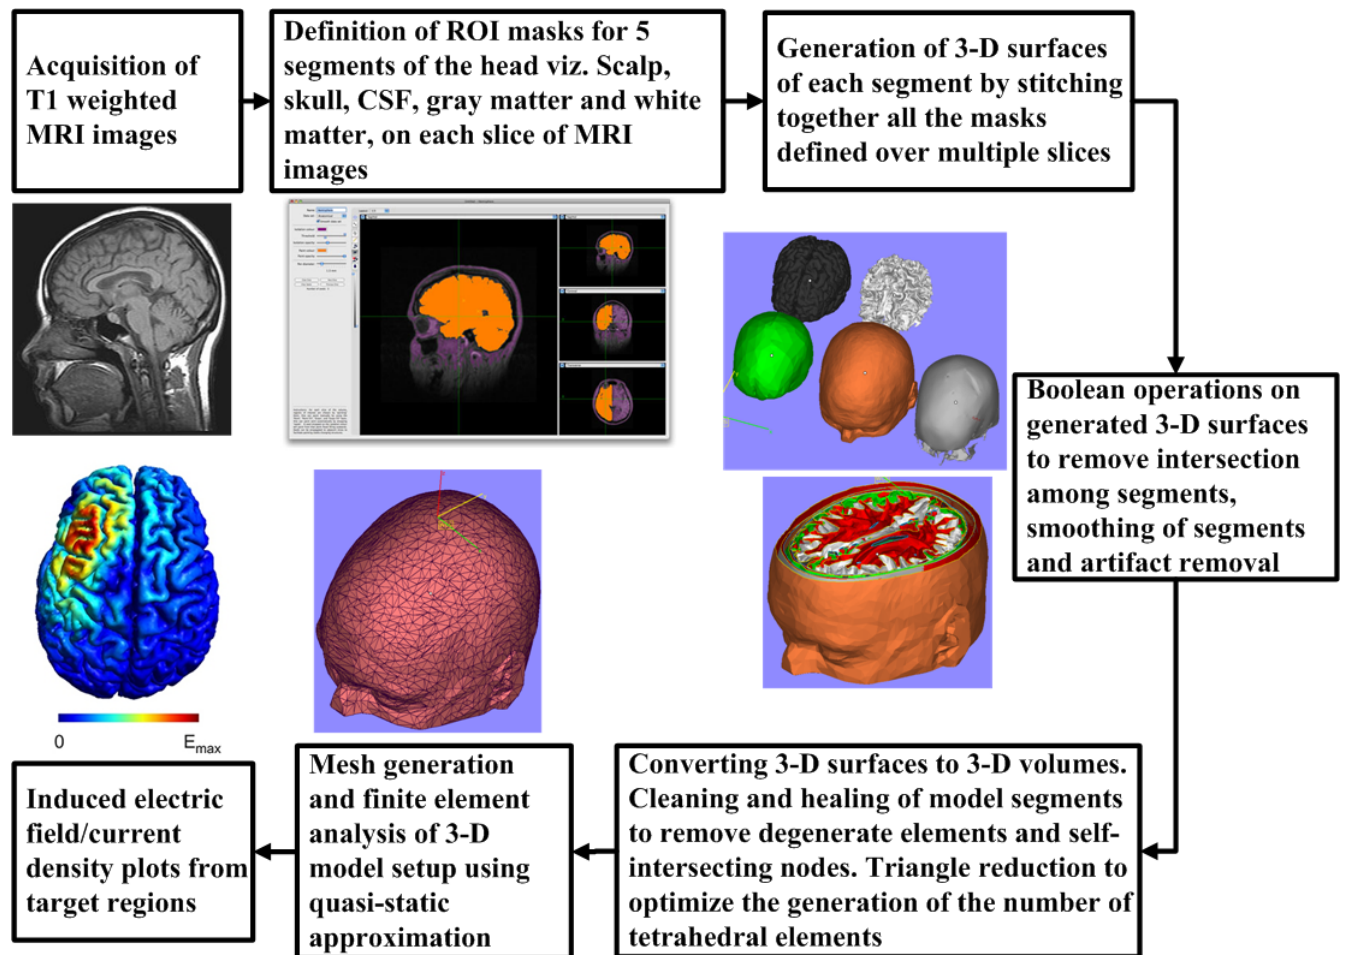 Acquisition of
T1 weighted
MRI images
Definition of ROI masks for 5
segments of the head viz. Scalp,
skull, CSF, gray matter and white
matter, on each slice of MRI
images
Generation of 3-D surfaces
of each segment by stitching
together all the masks
defined over multiple slices
Boolean operations on
generated 3-D surfaces
to remove intersection
among segments,
smoothing of segments
and artifact removal
Converting 3-D surfaces to 3-D volumes.
Cleaning and healing of model segments
to remove degenerate elements and self-
intersecting nodes. Triangle reduction to
optimize the generation of the number of
tetrahedral elements
Mesh generation
and finite element
analysis of 3-D
model setup using
quasi-static
approximation
0 Emax
Induced electric
field/current
density plots from
target regions